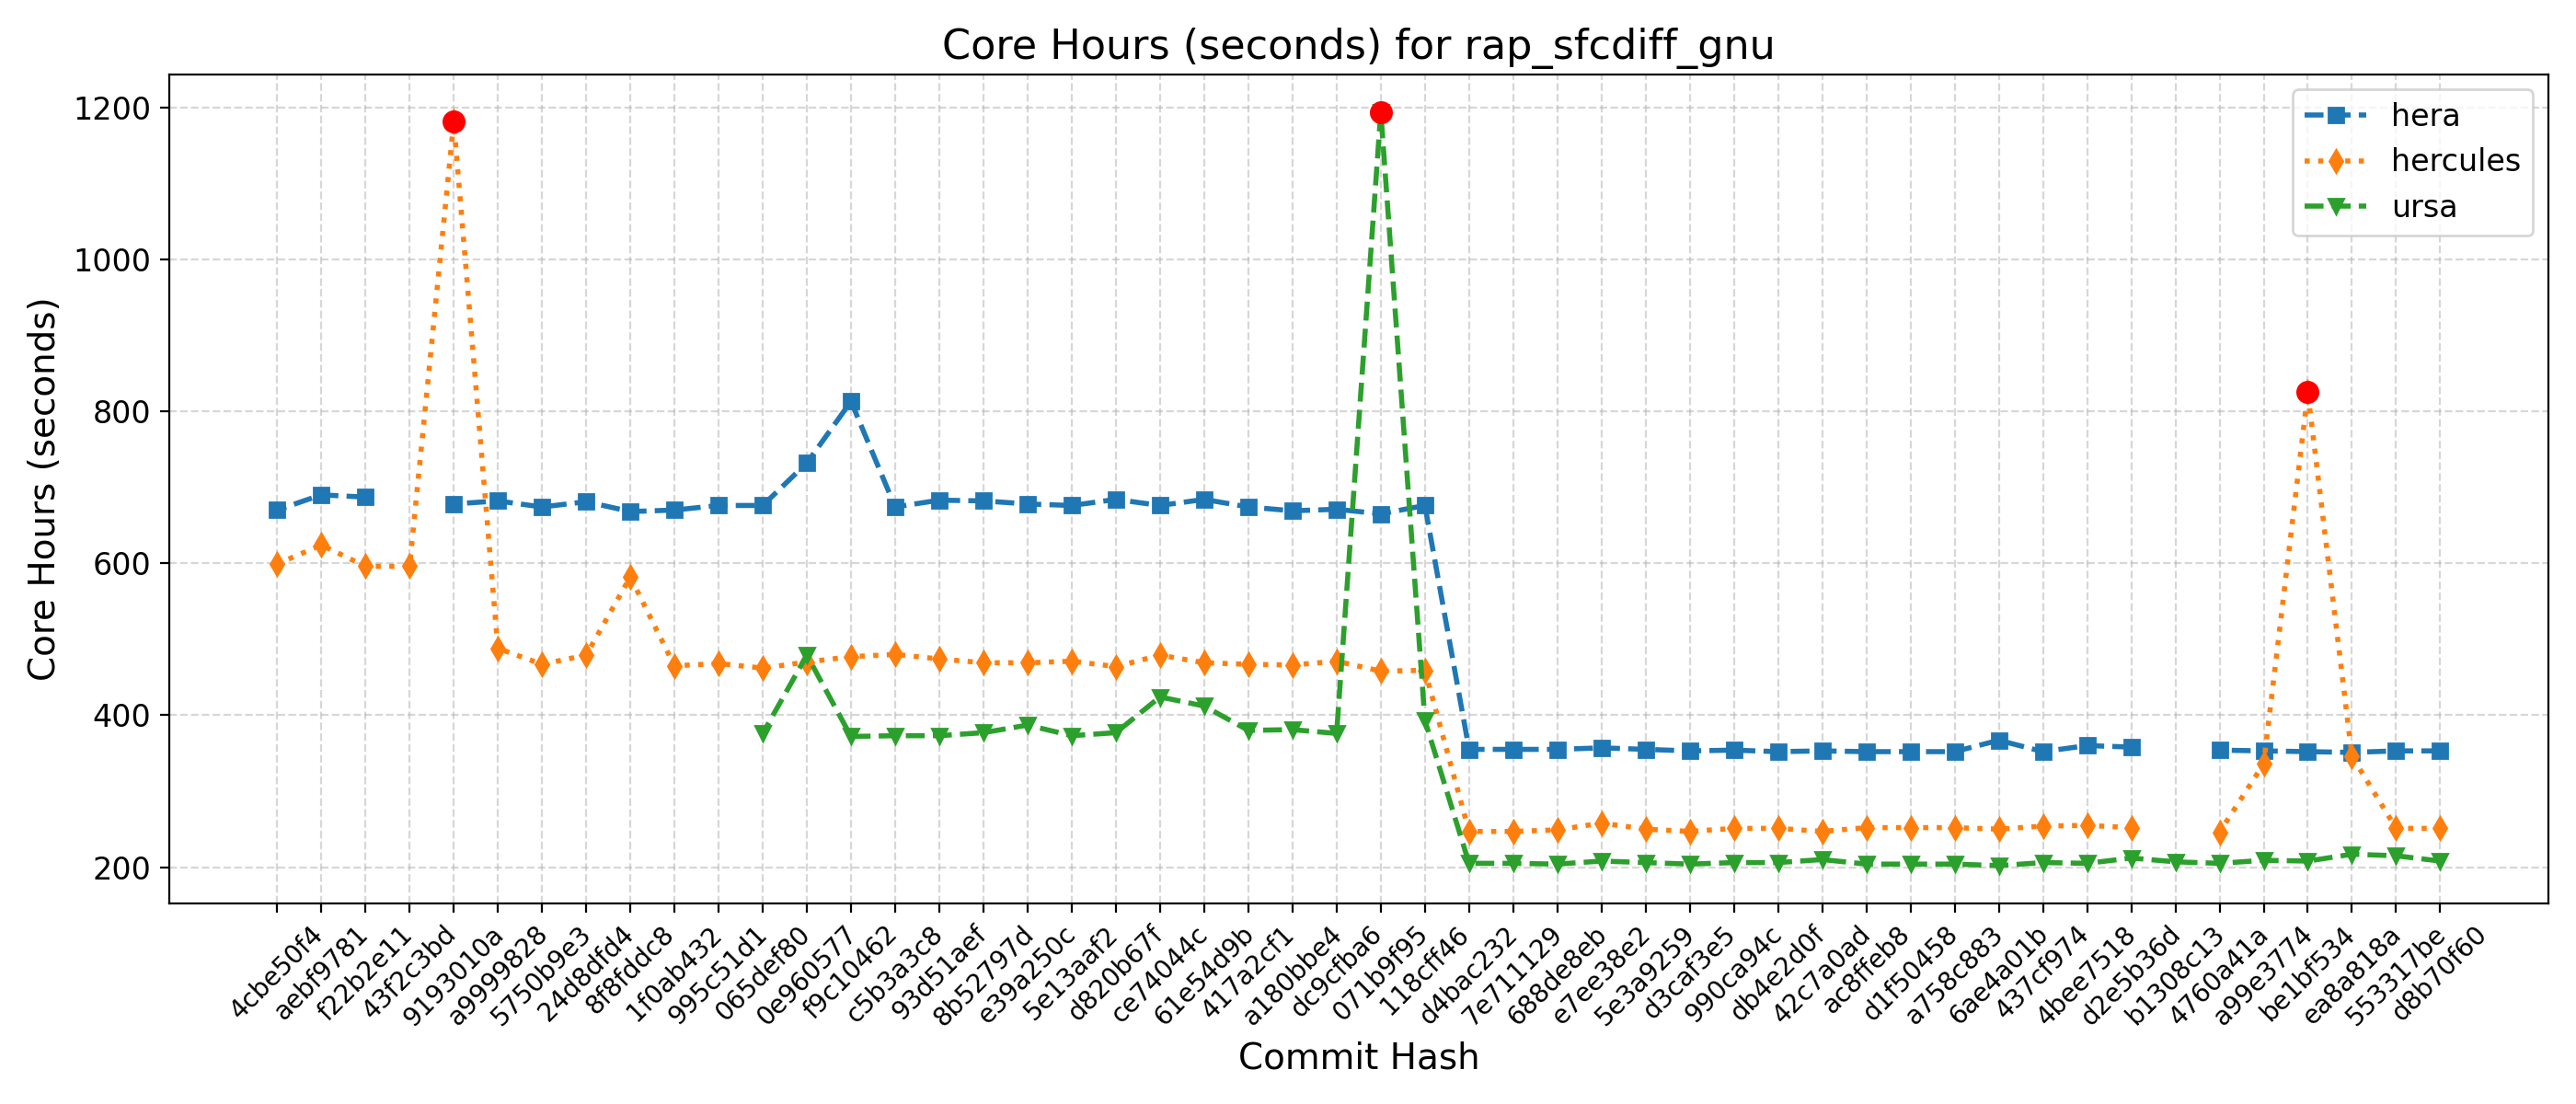 Core Hours (seconds) for rap_sfcdiff_gnu
Core Hours (seconds)
1200
1000
800
600
400
200
hera
hercules
ursa
4cbe50f4
aebf9781
f22b2e11
43f2c3bd
9193010a
a9999828
5750b9e3
24d8dfd4
8f8fddc8
1f0ab432
995c51d1
065def80
0e960577
f9c10462
c5b3a3c8
93d51aef
8b52797d
e39a250c
5e13aaf2
d820b67f
ce74044c
61e54d9b
417a2cf1
a180bbe4
dc9cfba6
071b9f95
118cff46
d4bac232
7e711129
688de8eb
e7ee38e2
5e3a9259
d3caf3e5
990ca94c
db4e2d0f
42c7a0ad
ac8ffeb8
d1f50458
a758c883
6ae4a01b
437cf974
4bee7518
d2e5b36d
b1308c13
4760a41a
a99e3774
be1bf534
ea8a818a
553317be
d8b70f60
Commit Hash